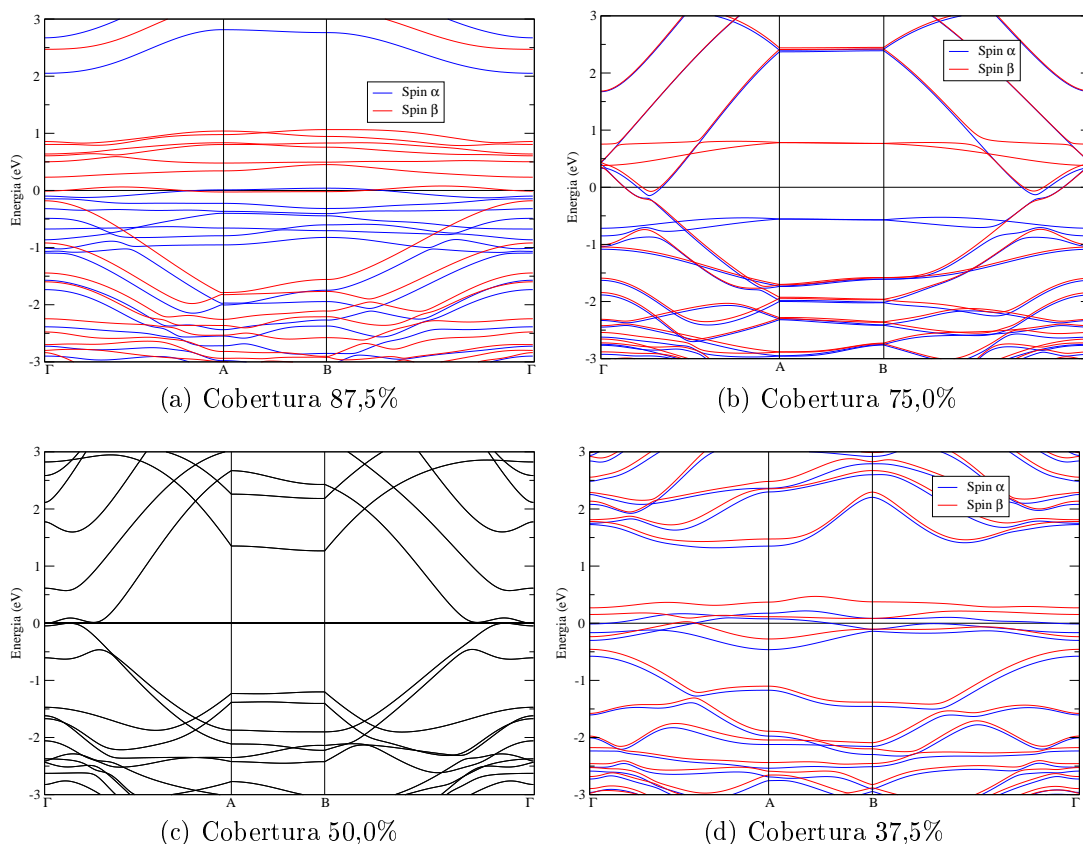 3
2
1
0
-1
-2
-3
Energia (eV)
Γ
A
B
Γ
Spin α
Spin β
(a) Cobertura 87,5%
3
2
1
0
-1
-2
-3
Energia (eV)
Γ
A
B
Spin α
Spin β
(b) Cobertura 75,0%
3
2
1
0
-1
-2
-3
Energia (eV)
Γ
A
B
Γ
(c) Cobertura 50,0%
3
2
1
0
-1
-2
-3
Energia (eV)
Γ
A
B
Γ
Spin α
Spin β
(d) Cobertura 37,5%